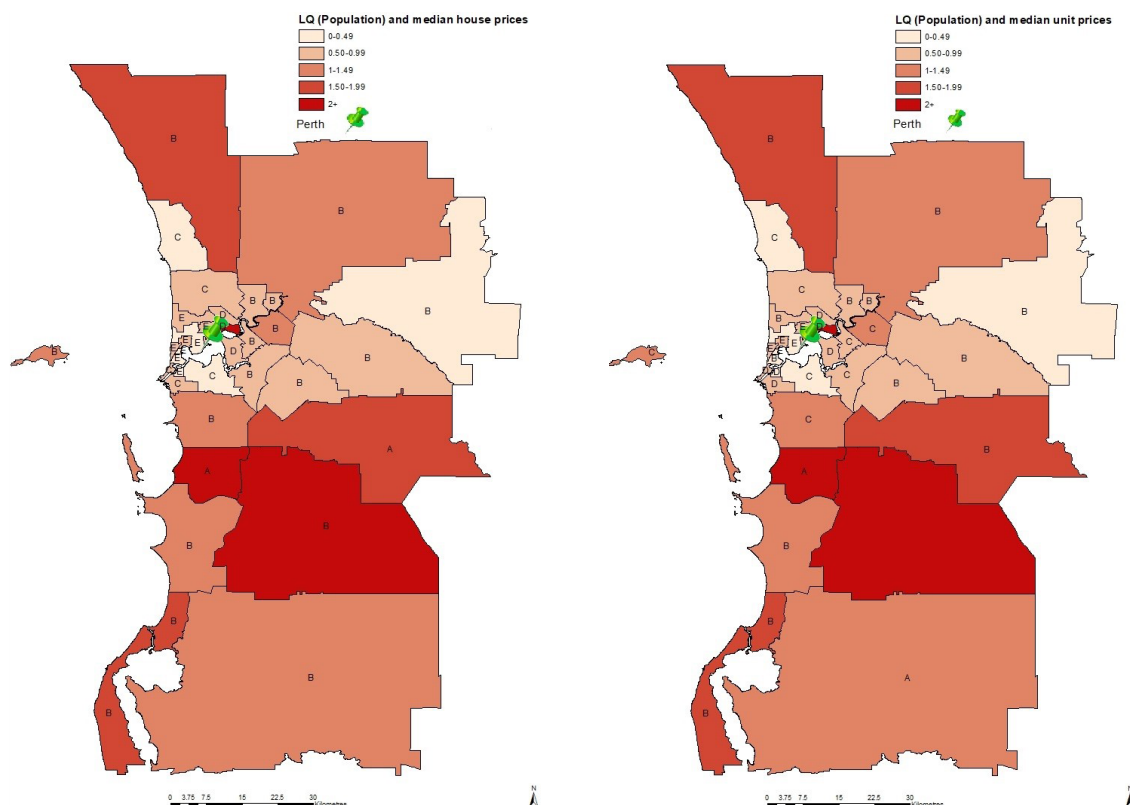 LQ (Population) and median house prices
0-0.49
0.50-0.99
1-1.49
1.50-1.99
2+
Perth
B
B
C
B
C
B
B
D
E
E
B
B
E
D
B
B
B
C
B
B
C
B
A
A
B
B
B
B
B
N
0 3.75 7.5 15 22.5 30
Kilometres
LQ (Population) and median unit prices
0-0.49
0.50-0.99
1-1.49
1.50-1.99
2+
Perth
B
B
C
B
C
B
B
B
C
C
D
C
B
C
B
D
C
C
B
B
A
B
B
A
B
N
0 3.75 7.5 15 22.5 30
Kilometres